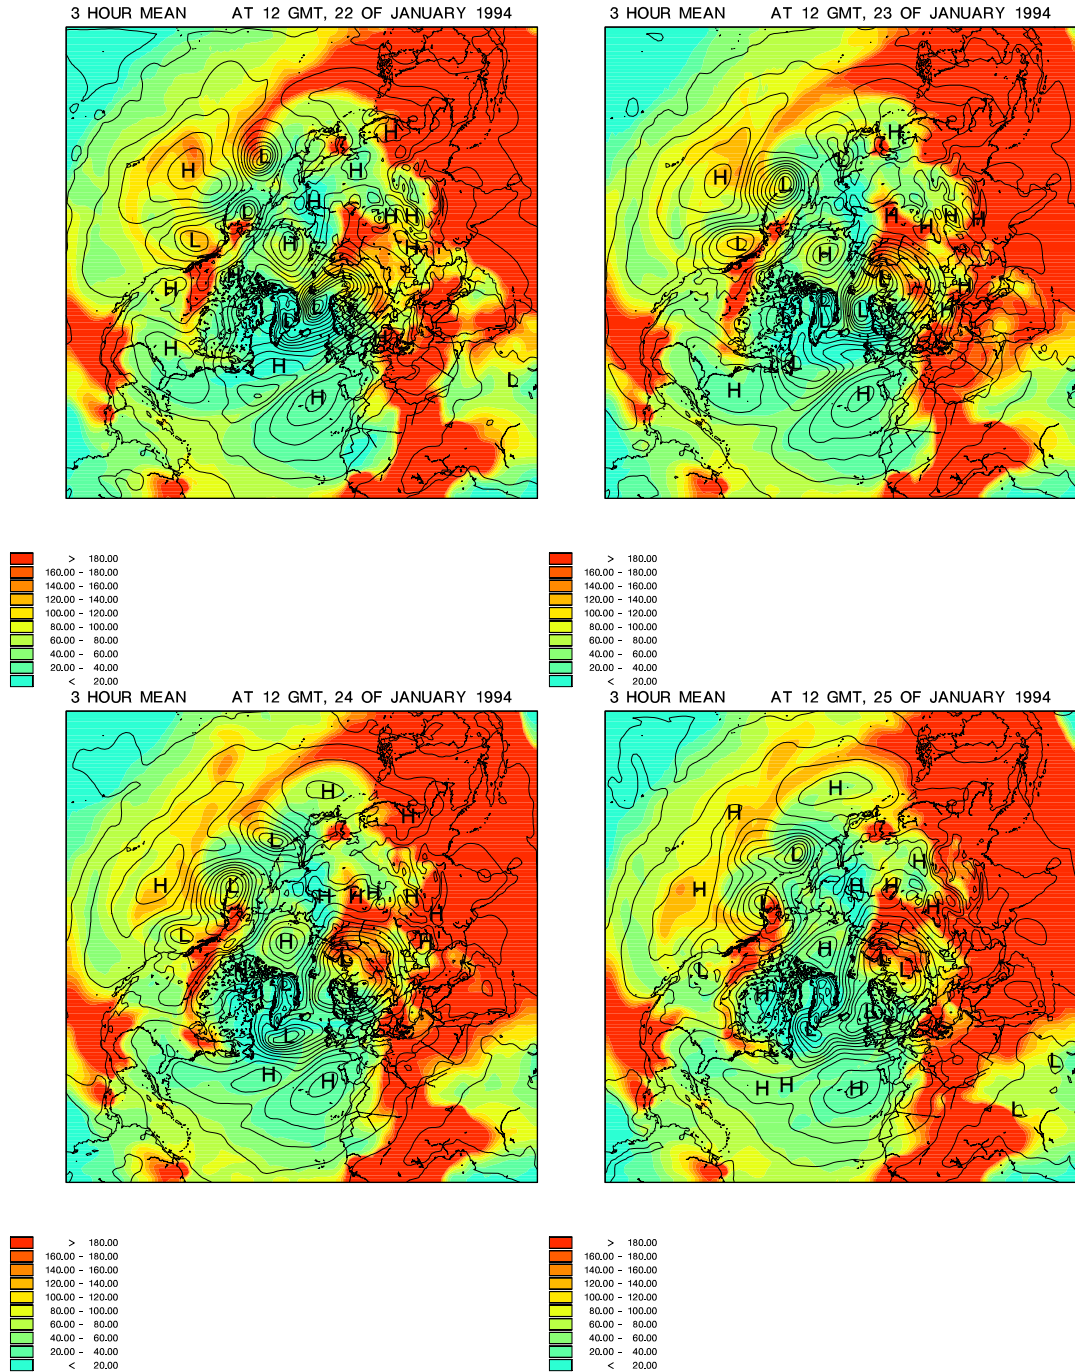 3 HOUR MEAN AT 12 GMT, 22 OF JANUARY 1994
H
H
L
H
H
L
H
H
H
L
H
H
H
L
L
H
H
L
H
> 180.00
160.00 - 180.00
140.00 - 160.00
120.00 - 140.00
100.00 - 120.00
80.00 - 100.00
60.00 - 80.00
40.00 - 60.00
20.00 - 40.00
< 20.00
3 HOUR MEAN AT 12 GMT, 23 OF JANUARY 1994
H
L
H
L
H
H
H
H
L
H
L
H
L
L
L
H
H
> 180.00
160.00 - 180.00
140.00 - 160.00
120.00 - 140.00
100.00 - 120.00
80.00 - 100.00
60.00 - 80.00
40.00 - 60.00
20.00 - 40.00
< 20.00
3 HOUR MEAN AT 12 GMT, 24 OF JANUARY 1994
H
H
L
H
L
H
H
H
H
H
L
H
H
L
L
L
H
H
> 180.00
160.00 - 180.00
140.00 - 160.00
120.00 - 140.00
100.00 - 120.00
80.00 - 100.00
60.00 - 80.00
40.00 - 60.00
20.00 - 40.00
< 20.00
3 HOUR MEAN AT 12 GMT, 25 OF JANUARY 1994
H
H
L
H
H
H
H
L
H
H
L
L
L
H
L
L
L
H
H
H
L
> 180.00
160.00 - 180.00
140.00 - 160.00
120.00 - 140.00
100.00 - 120.00
80.00 - 100.00
60.00 - 80.00
40.00 - 60.00
20.00 - 40.00
< 20.00